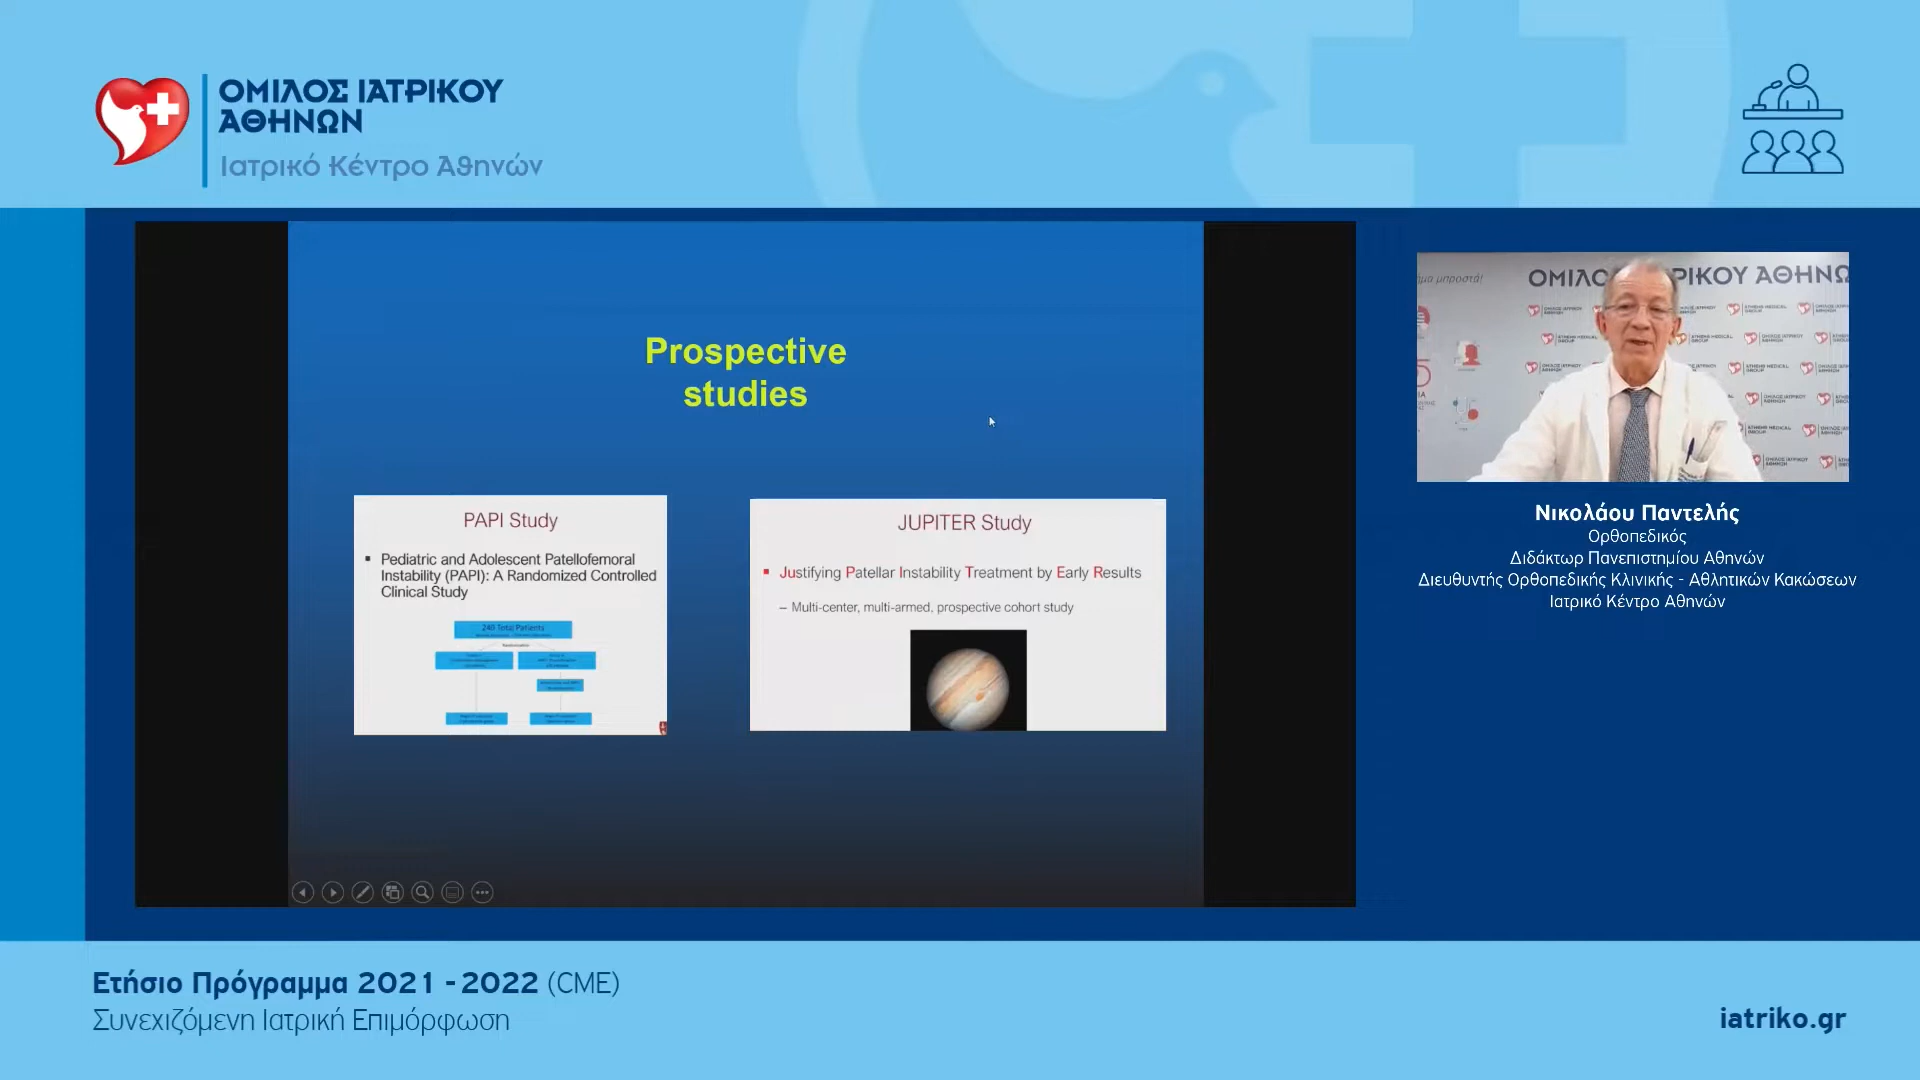 ΟΜΙΛΟΣ ΙΑΤΡΙΚΟΥ
ΑΘΗΝΩΝ
Ιατρικό Κέντρο Αθηνών
Prospective
studies
PAPI Study
Pediatric and Adolescent Patellofemoral
Instability (PAPI): A Randomized Controlled
Clinical Study
240 Total Patients
JUPITER Study
Justifying Patellar Instability Treatment by Early Results
– Multi-center, multi-armed, prospective cohort study
μπροστά!
Νικολάου Παντελής
Ορθοπεδικός
Διδάκτωρ Πανεπιστημίου Αθηνών
Διευθυντής Ορθοπεδικής Κλινικής - Αθλητικών Κακώσεων
Ιατρικό Κέντρο Αθηνών
Ετήσιο Πρόγραμμα 2021 - 2022 (CME)
Συνεχιζόμενη Ιατρική Επιμόρφωση
iatriko.gr